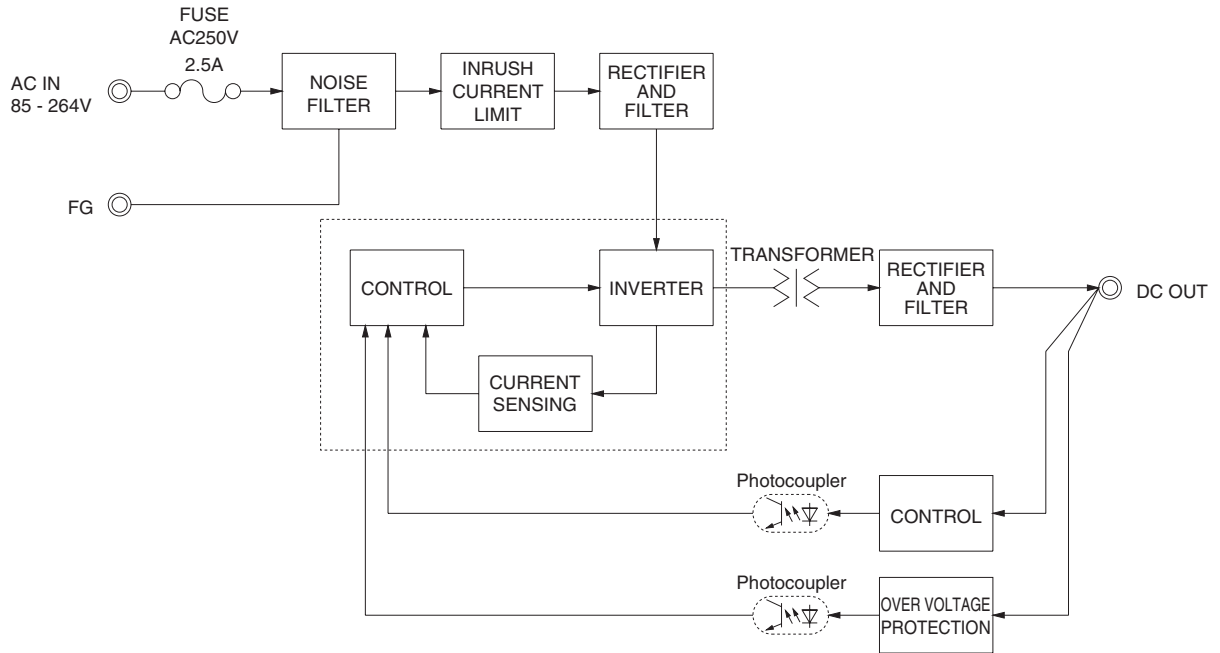 FUSE
AC250V
2.5A
AC IN
85 - 264V
NOISE
FILTER
INRUSH
CURRENT
LIMIT
RECTIFIER
AND
FILTER
FG
CONTROL
INVERTER
TRANSFORMER
RECTIFIER
AND
FILTER
DC OUT
CURRENT
SENSING
Photocoupler
CONTROL
Photocoupler
OVER VOLTAGE
PROTECTION